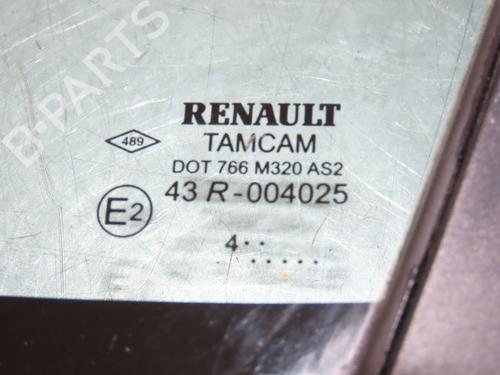 B-PARTS
RENAULT
489 TAMCAM
DOT 766 M320 AS2
E2 43 R-004025
4··
·· ·····